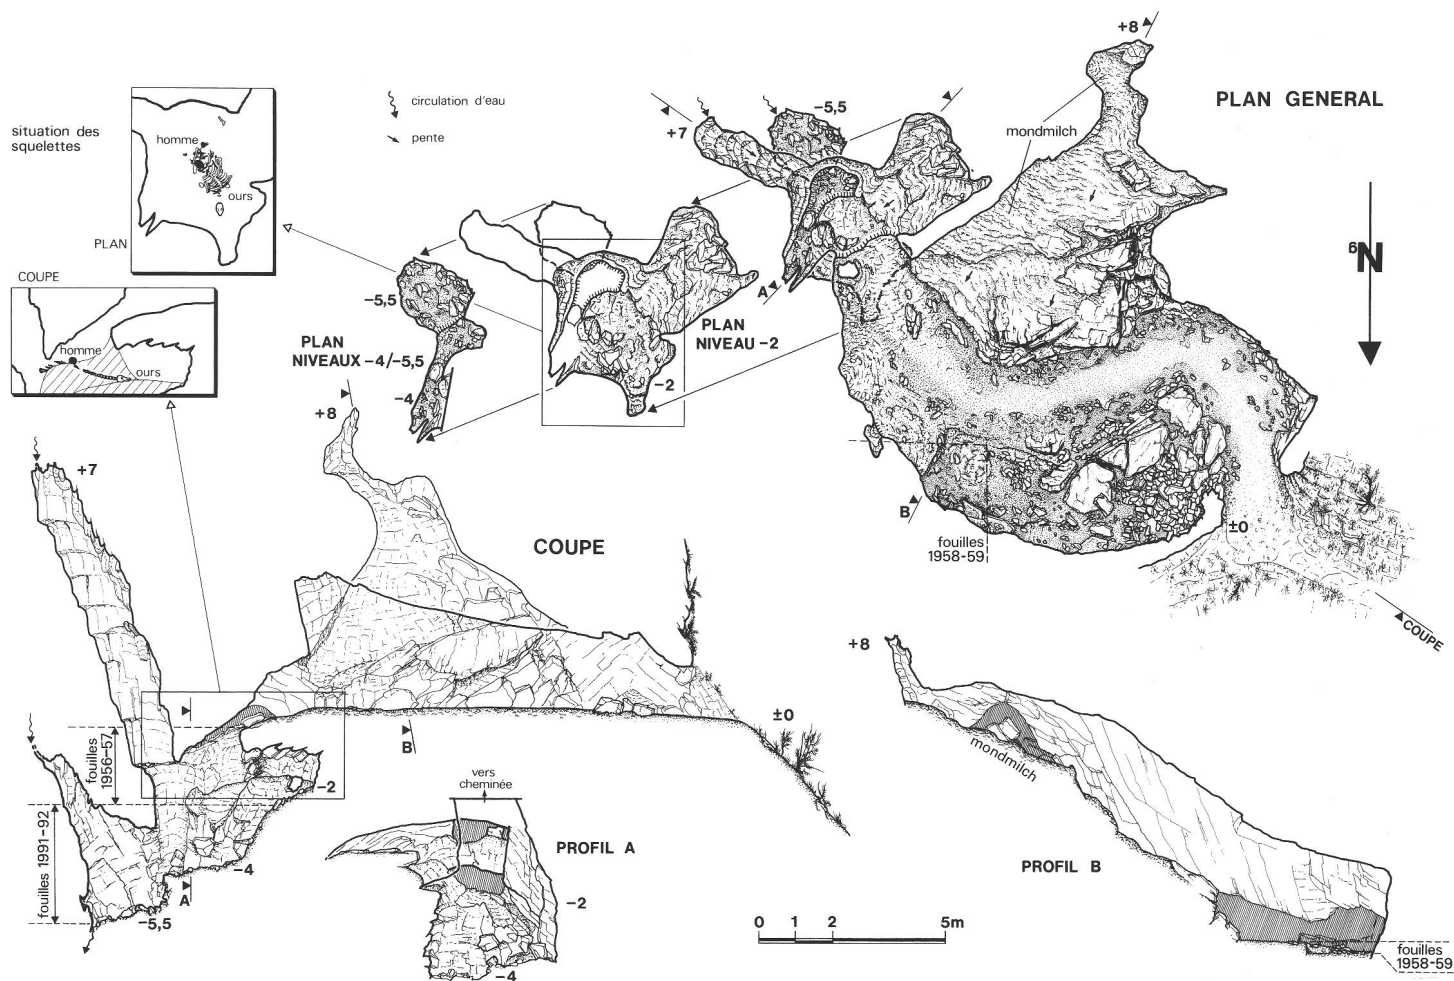 situation des
squelettes
homme
ours
PLAN
COUPE
homme
ours
circulation d'eau
pente
+8
PLAN GENERAL
-5,5
+7
mondmilch
N
A
PLAN
NIVEAU -2
-5,5
PLAN
NIVEAUX -4/-5,5
-4
-2
B
fouilles
1958-59
±0
COUPE
+8
+7
COUPE
fouilles
1956-57
fouilles 1991-92
B
±0
-2
-4
A
-5,5
vers
cheminée
PROFIL A
-2
-4
0 1 2 5m
+8
mondmilch
PROFIL B
fouilles
1958-59